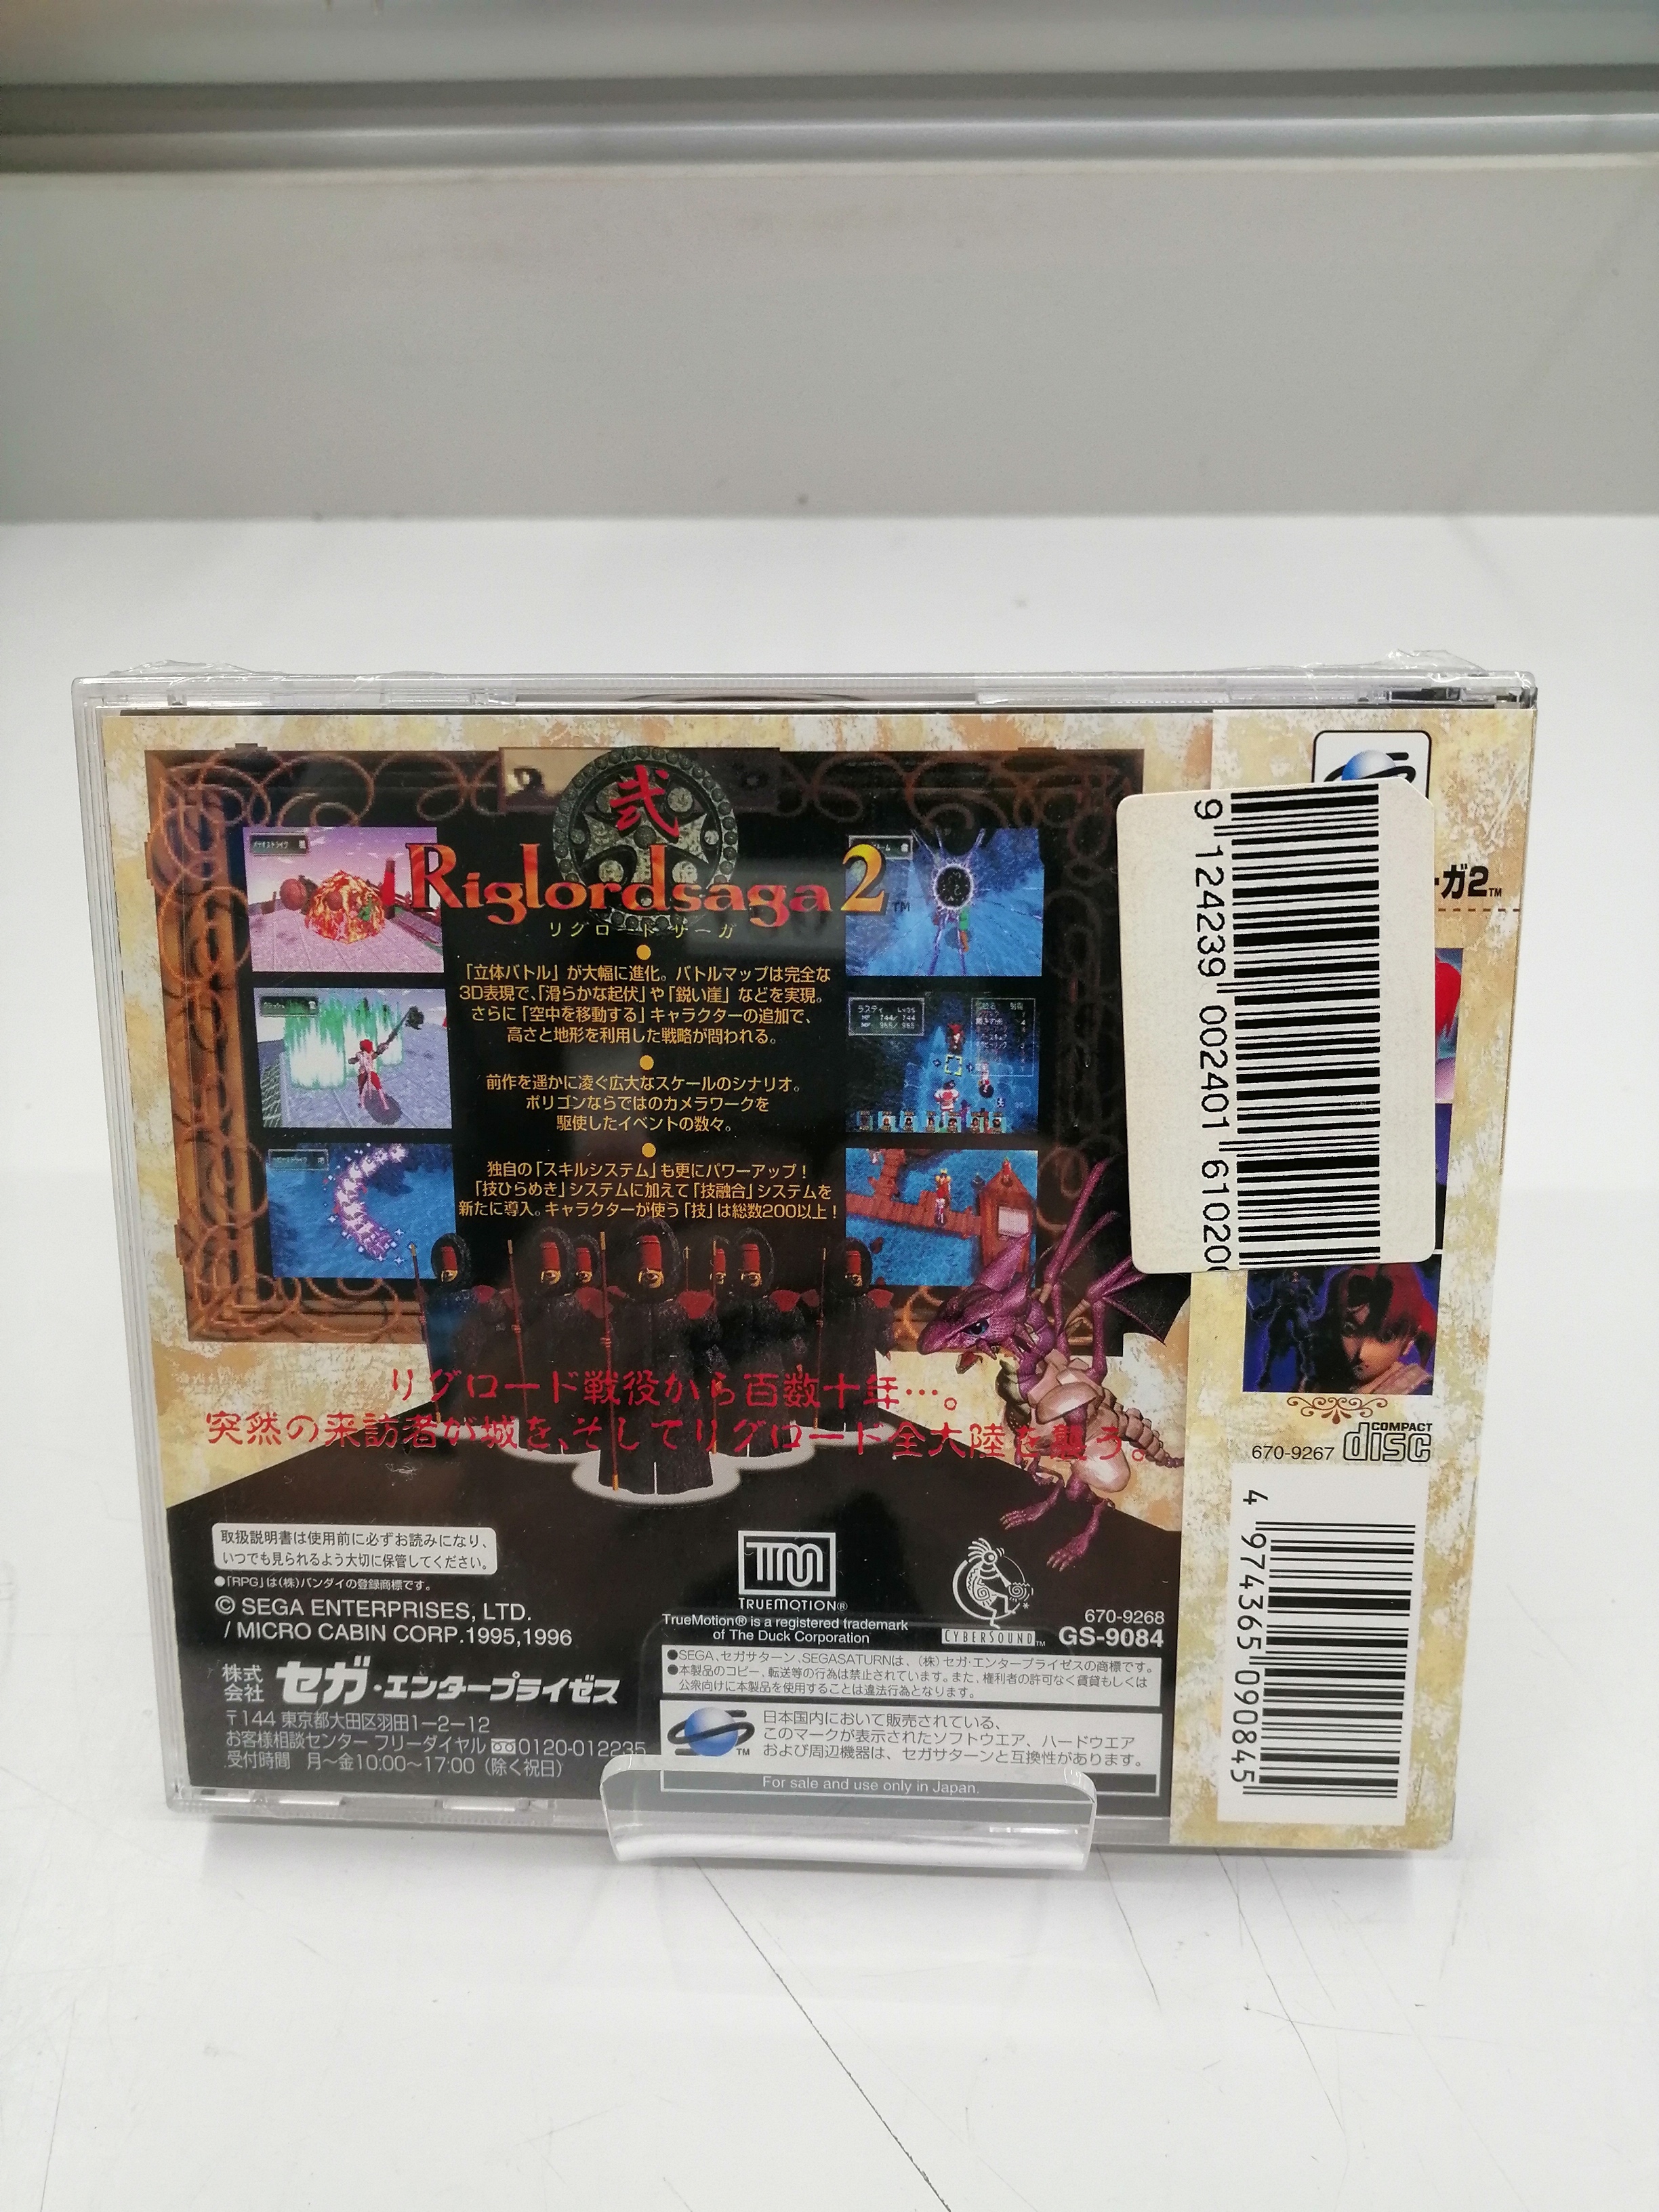 弐
Riglordsaga 2 TM
リグロードサーガ
「立体バトル」が大幅に進化。バトルマップは完全な
3D表現で、「滑らかな起伏」や「鋭い崖」などを実現。
さらに「空中を移動する」キャラクターの追加で、
高さと地形を利用した戦略が問われる。
前作を遥かに凌ぐ広大なスケールのシナリオ。
ポリゴンならではのカメラワークを
駆使したイベントの数々。
独自の「スキルシステム」も更にパワーアップ！
「技ひらめき」システムに加えて「技融合」システムを
新たに導入。キャラクターが使う「技」は総数200以上！
ラスティ Lv35
HP 744/744
MP 985/985
リグロード戦役から百数十年…。
突然の来訪者が城を、そしてリグロード全大陸を襲う。
取扱説明書は使用前に必ずお読みになり、
いつでも見られるよう大切に保管してください。
●「RPG」は(株)バンダイの登録商標です。
© SEGA ENTERPRISES, LTD.
/ MICRO CABIN CORP.1995,1996
株式会社 セガ・エンタープライゼス
〒144 東京都大田区羽田1-2-12
お客様相談センター フリーダイヤル 0120-012235
受付時間 月〜金10:00〜17:00（除く祝日）
TM
TRUEMOTION®
TrueMotion® is a registered trademark
of The Duck Corporation
CYBERSOUND TM
670-9268
GS-9084
●SEGA、セガサターン、SEGASATURNは、(株)セガ・エンタープライゼスの商標です。
●本製品のコピー、転送等の行為は禁止されています。また、権利者の許可なく賃貸もしくは
公衆向けに本製品を使用することは違法行為となります。
TM
日本国内において販売されている、
このマークが表示されたソフトウエア、ハードウエア
および周辺機器は、セガサターンと互換性があります。
For sale and use only in Japan.
9 124239 002401 610200
ーガ2TM
670-9267
COMPACT disc
4 974365 090845